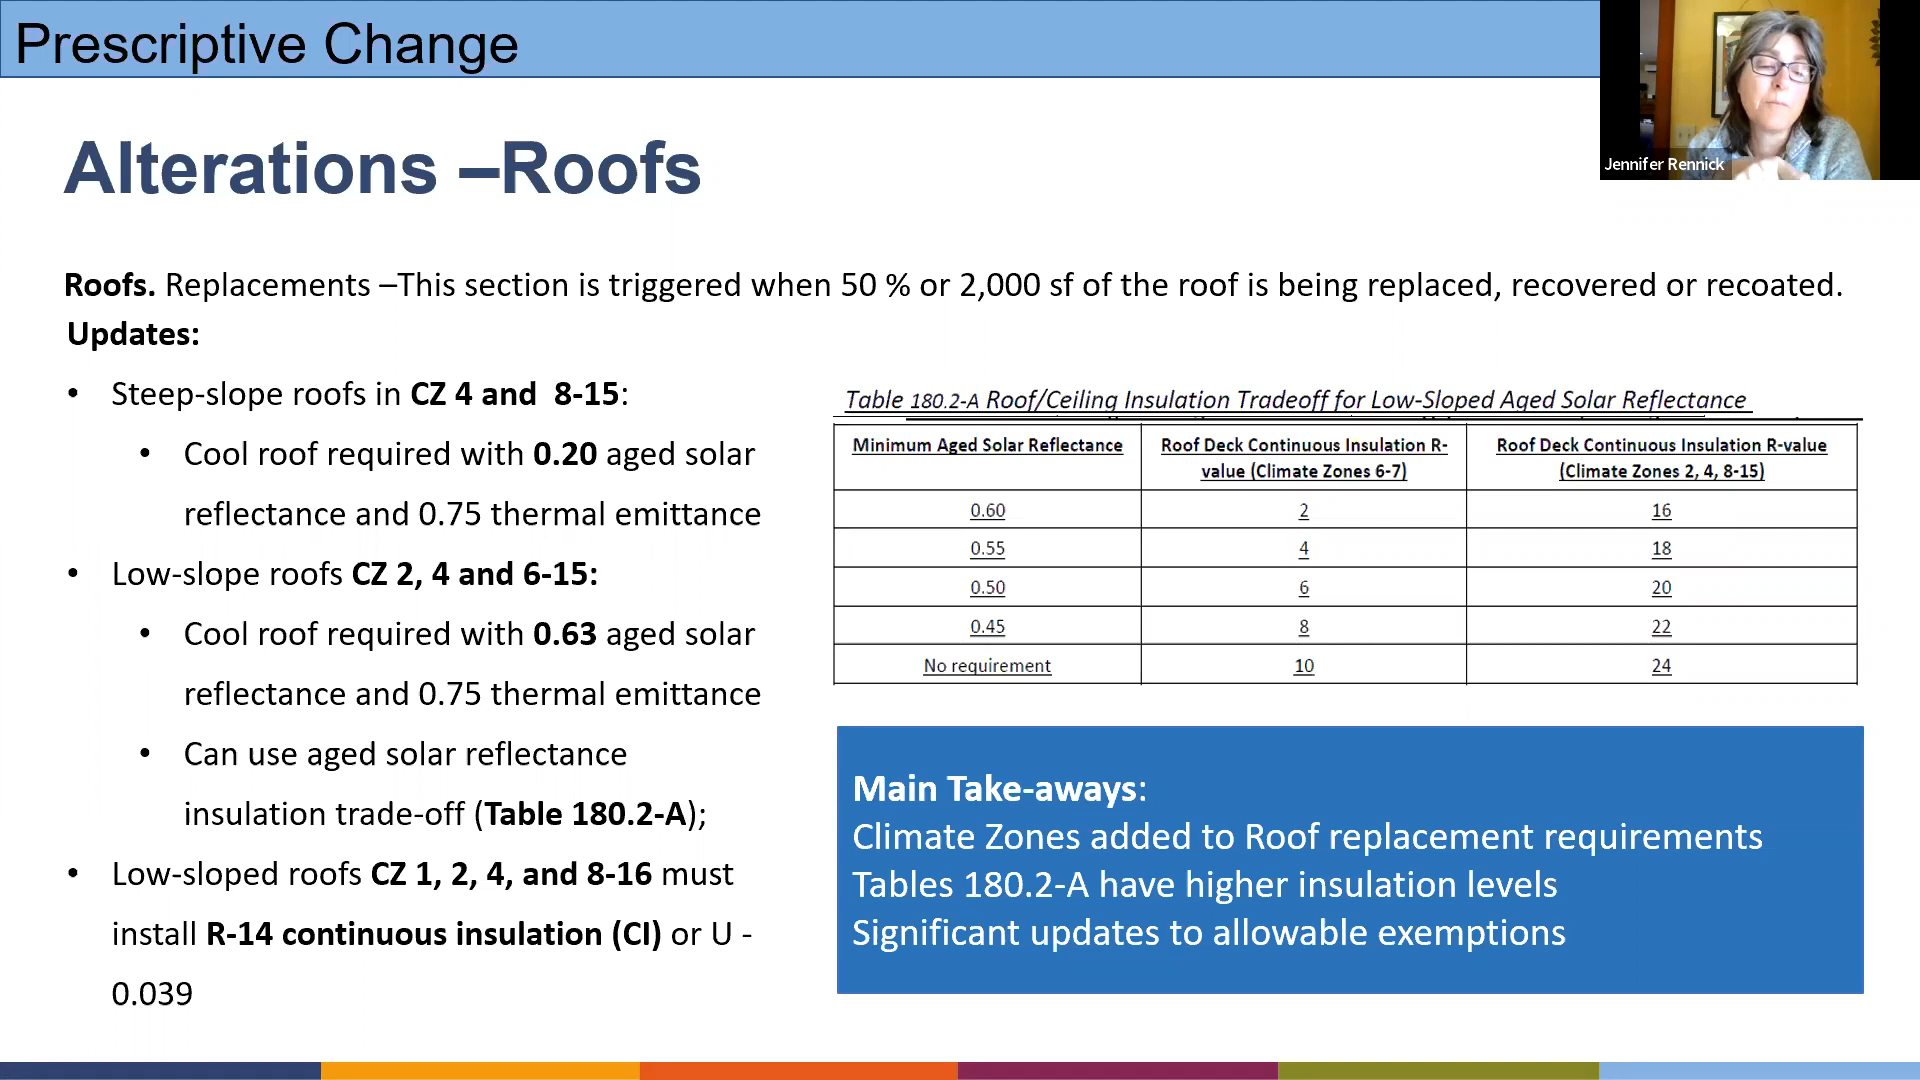 Prescriptive Change
Jennifer Rennick
Alterations –Roofs
Roofs. Replacements –This section is triggered when 50 % or 2,000 sf of the roof is being replaced, recovered or recoated.
Updates:
• Steep-slope roofs in CZ 4 and 8-15:
• Cool roof required with 0.20 aged solar
reflectance and 0.75 thermal emittance
• Low-slope roofs CZ 2, 4 and 6-15:
• Cool roof required with 0.63 aged solar
reflectance and 0.75 thermal emittance
• Can use aged solar reflectance
insulation trade-off (Table 180.2-A);
• Low-sloped roofs CZ 1, 2, 4, and 8-16 must
install R-14 continuous insulation (CI) or U -
0.039
Table 180.2-A Roof/Ceiling Insulation Tradeoff for Low-Sloped Aged Solar Reflectance
Minimum Aged Solar Reflectance
Roof Deck Continuous Insulation R-
value (Climate Zones 6-7)
Roof Deck Continuous Insulation R-value
(Climate Zones 2, 4, 8-15)
0.60 2 16
0.55 4 18
0.50 6 20
0.45 8 22
No requirement 10 24
Main Take-aways:
Climate Zones added to Roof replacement requirements
Tables 180.2-A have higher insulation levels
Significant updates to allowable exemptions